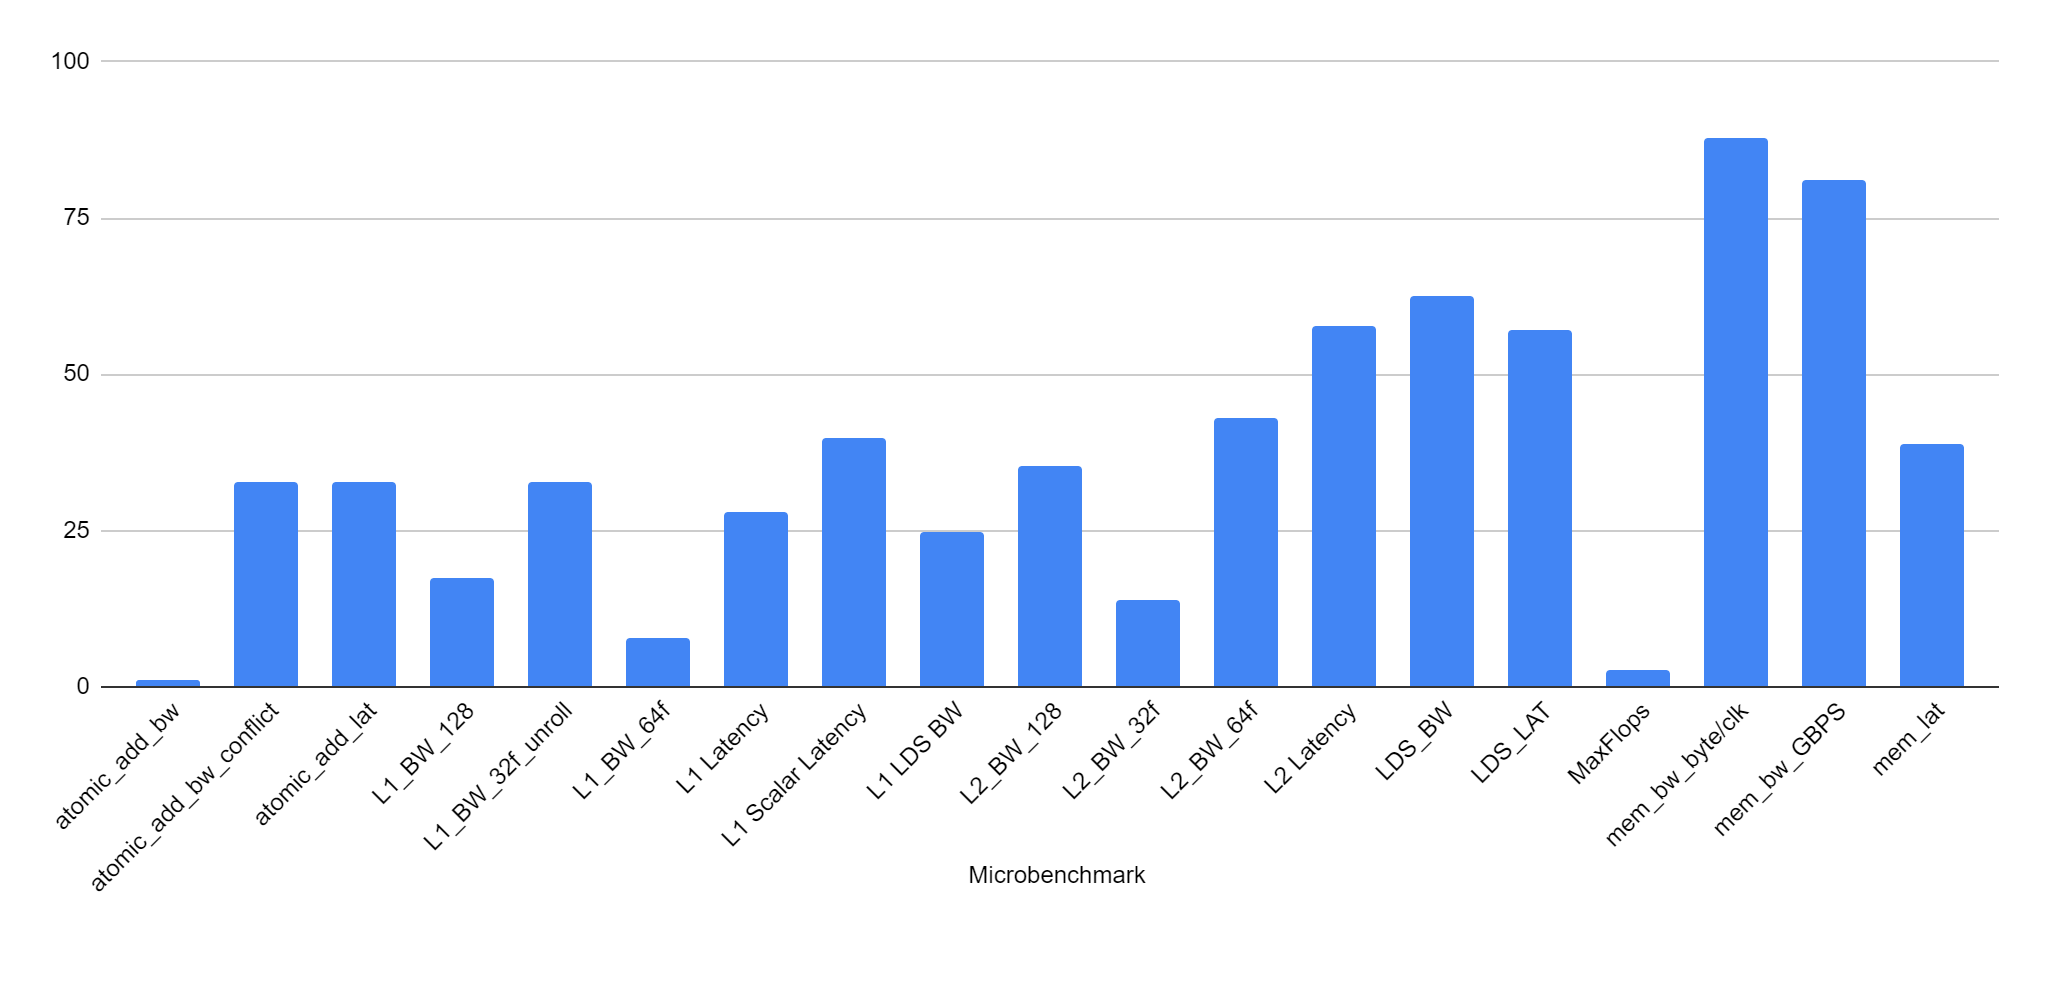 100
75
50
25
0
atomic_add_bw
atomic_add_bw_conflict
atomic_add_lat
L1_BW_128
L1_BW_32f_unroll
L1_BW_64f
L1 Latency
L1 Scalar Latency
L1 LDS BW
L2_BW_128
L2_BW_32f
L2_BW_64f
L2 Latency
LDS_BW
LDS_LAT
MaxFlops
mem_bw_byte/clk
mem_bw_GBPS
mem_lat
Microbenchmark